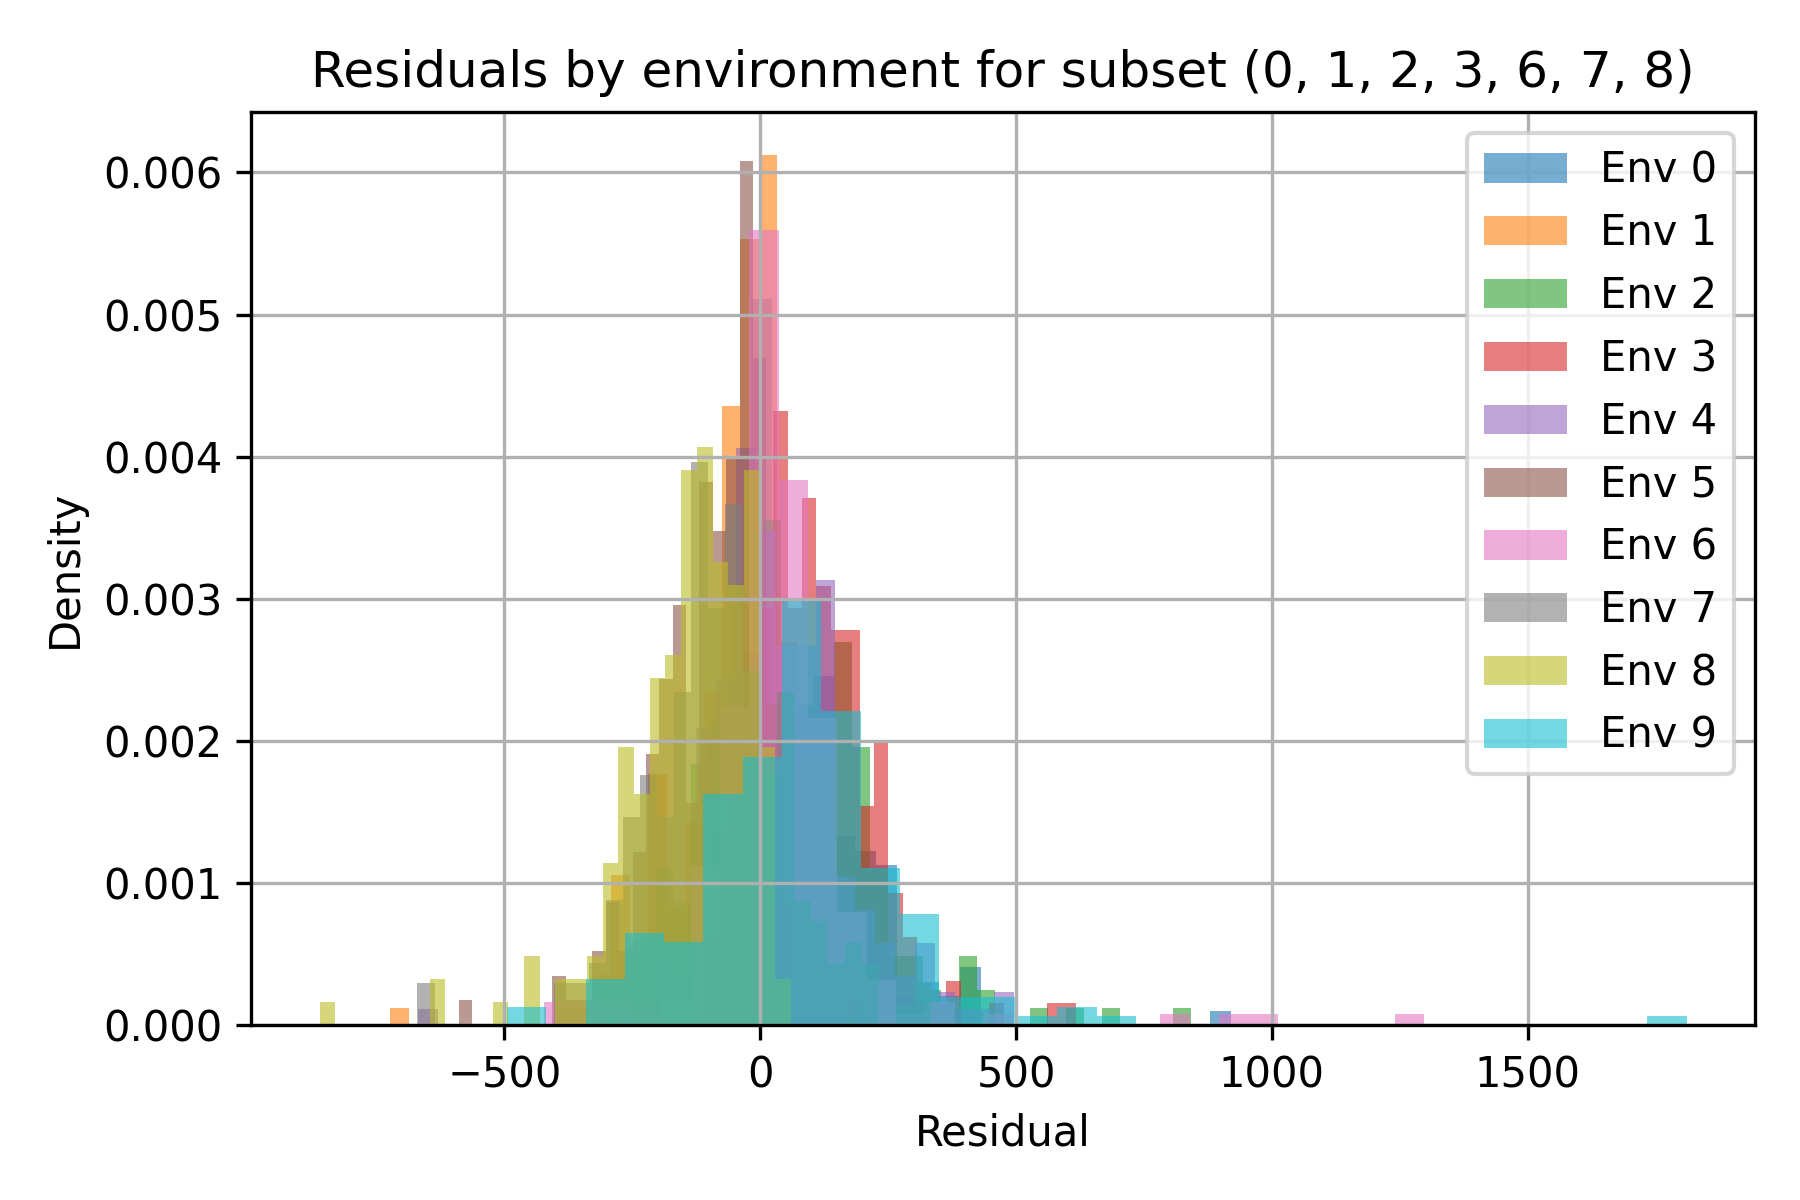 Residuals by environment for subset (0, 1, 2, 3, 6, 7, 8)
0.006
0.005
0.004
0.003
0.002
0.001
0.000
Density
−500
0
500
1000
1500
Residual
Env 0
Env 1
Env 2
Env 3
Env 4
Env 5
Env 6
Env 7
Env 8
Env 9